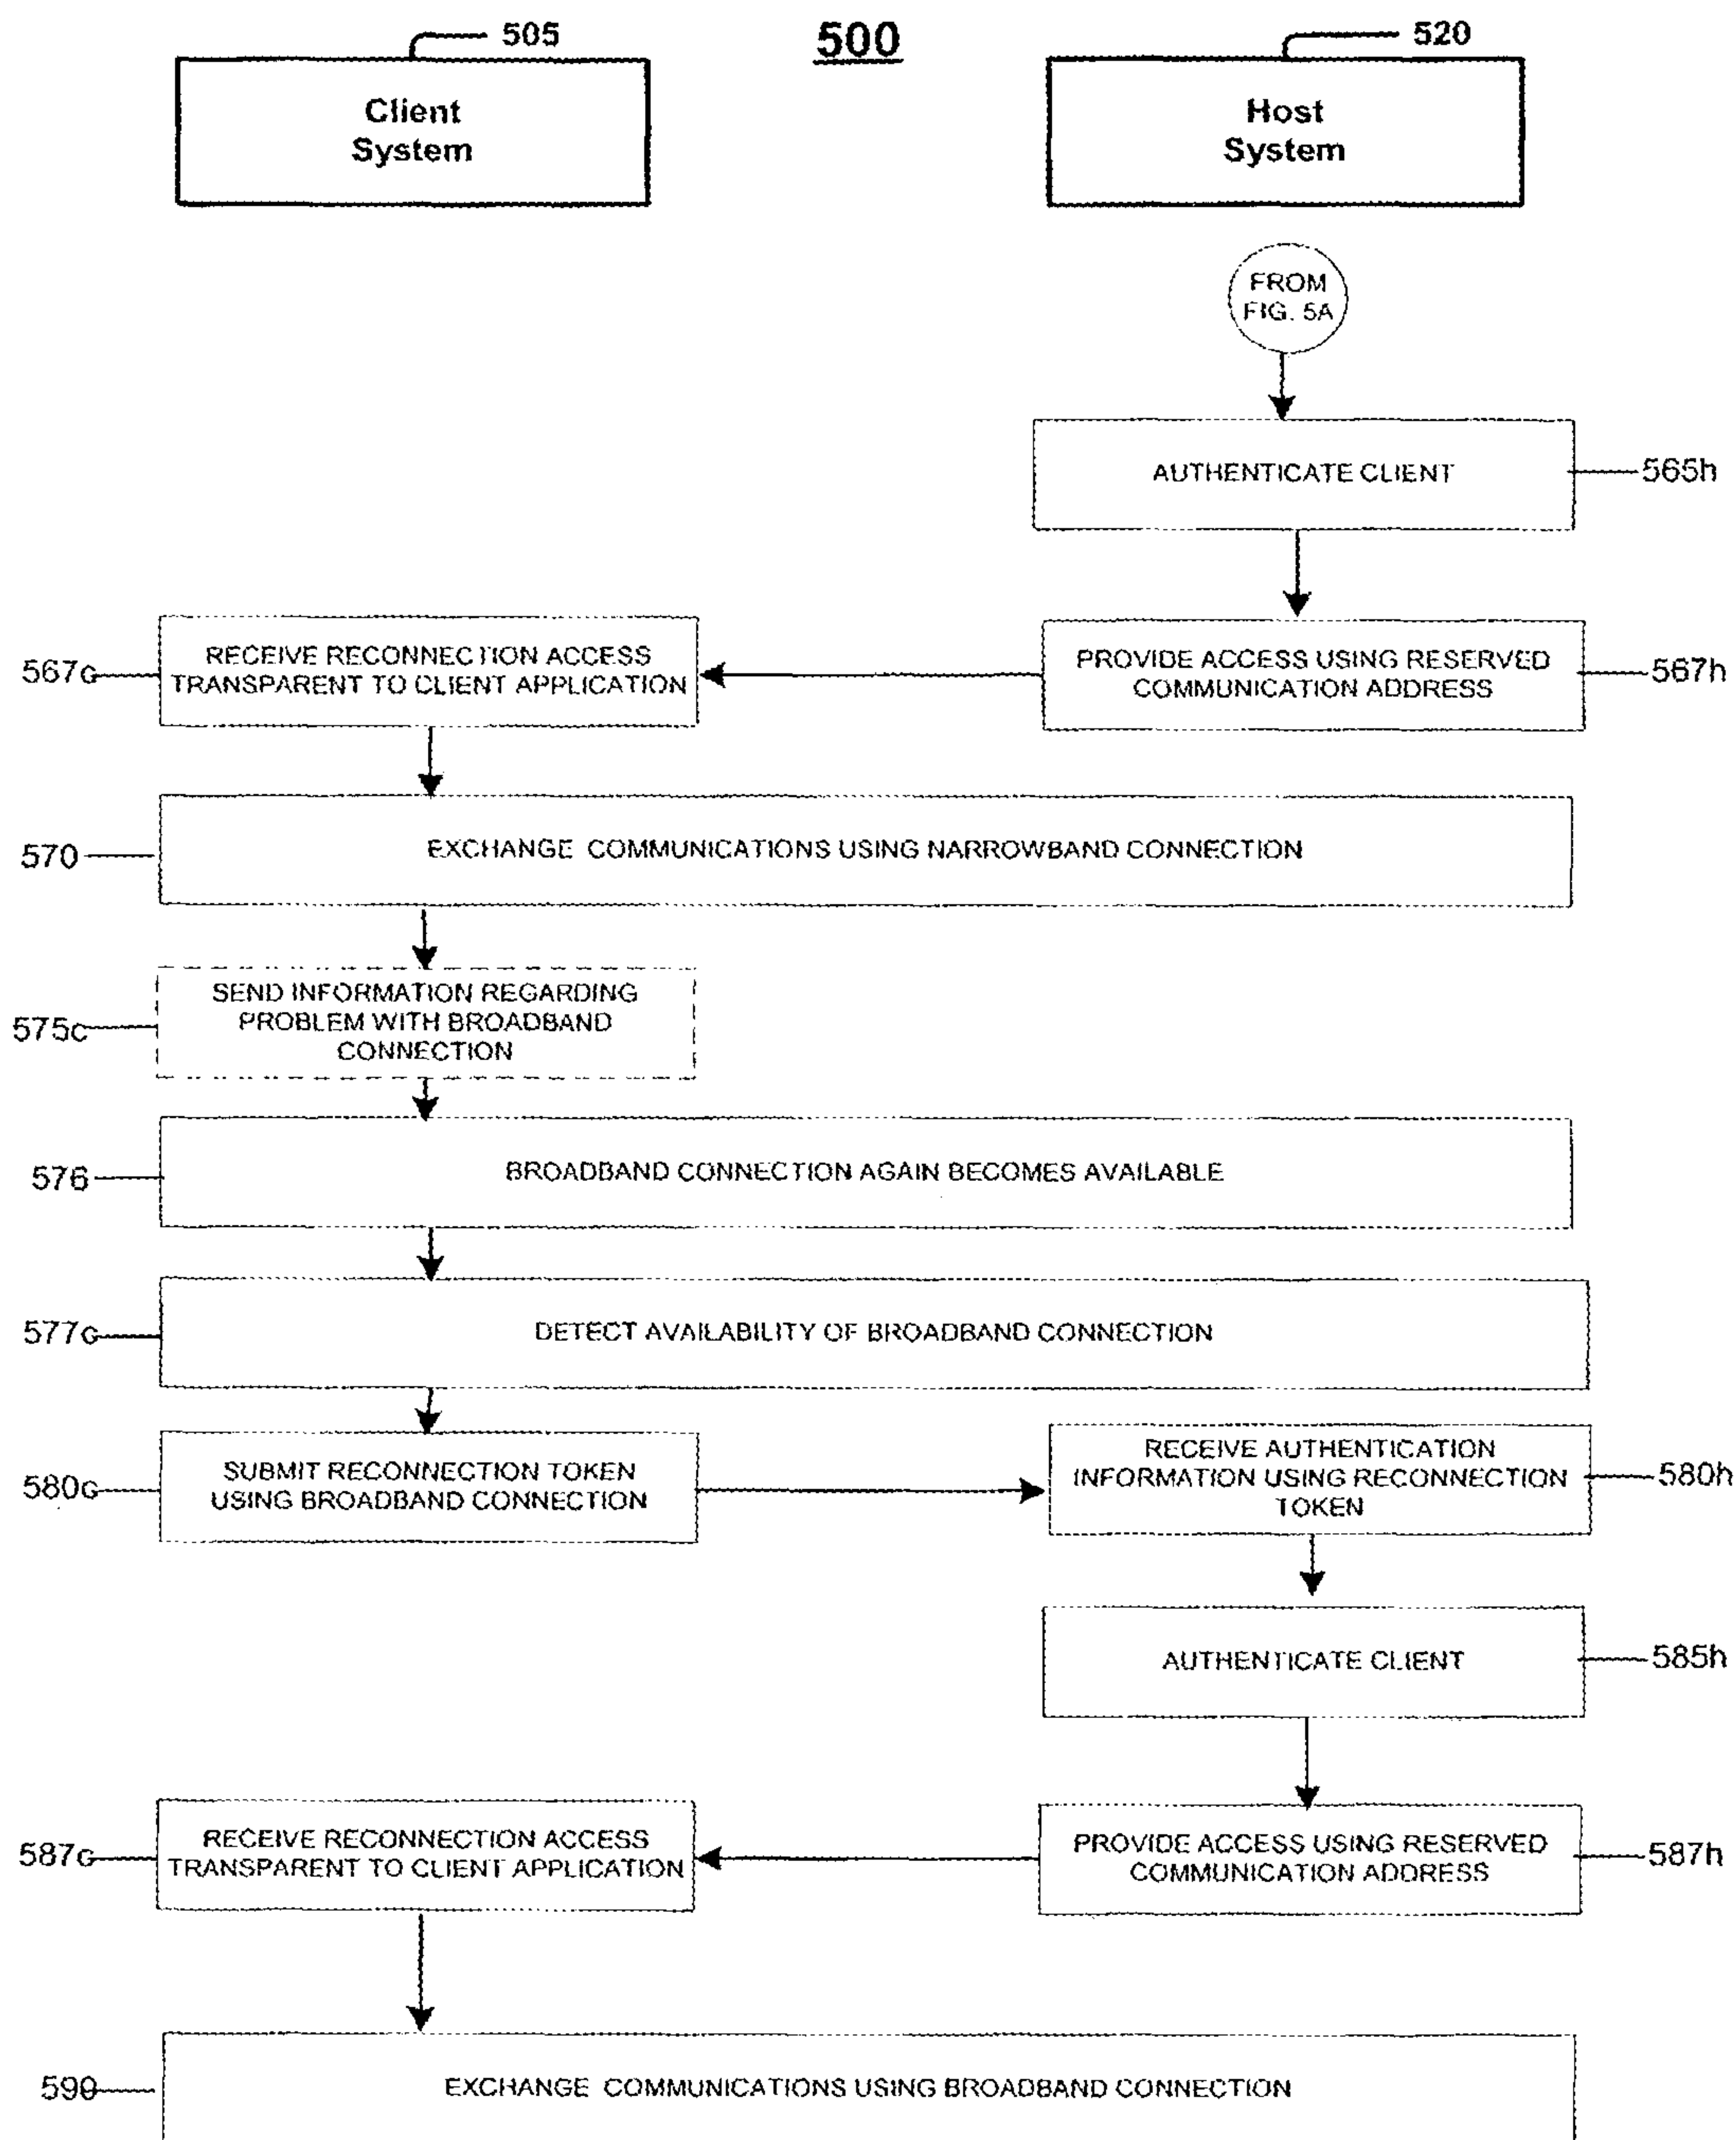 505
500
520
Client
System
Host
System
FROM
FIG. 5A
AUTHENTICATE CLIENT
565h
567c
RECEIVE RECONNECTION ACCESS
TRANSPARENT TO CLIENT APPLICATION
PROVIDE ACCESS USING RESERVED
COMMUNICATION ADDRESS
567h
570
EXCHANGE COMMUNICATIONS USING NARROWBAND CONNECTION
575c
SEND INFORMATION REGARDING
PROBLEM WITH BROADBAND
CONNECTION
576
BROADBAND CONNECTION AGAIN BECOMES AVAILABLE
577c
DETECT AVAILABILITY OF BROADBAND CONNECTION
580c
SUBMIT RECONNECTION TOKEN
USING BROADBAND CONNECTION
RECEIVE AUTHENTICATION
INFORMATION USING RECONNECTION
TOKEN
580h
AUTHENTICATE CLIENT
585h
587c
RECEIVE RECONNECTION ACCESS
TRANSPARENT TO CLIENT APPLICATION
PROVIDE ACCESS USING RESERVED
COMMUNICATION ADDRESS
587h
590
EXCHANGE COMMUNICATIONS USING BROADBAND CONNECTION